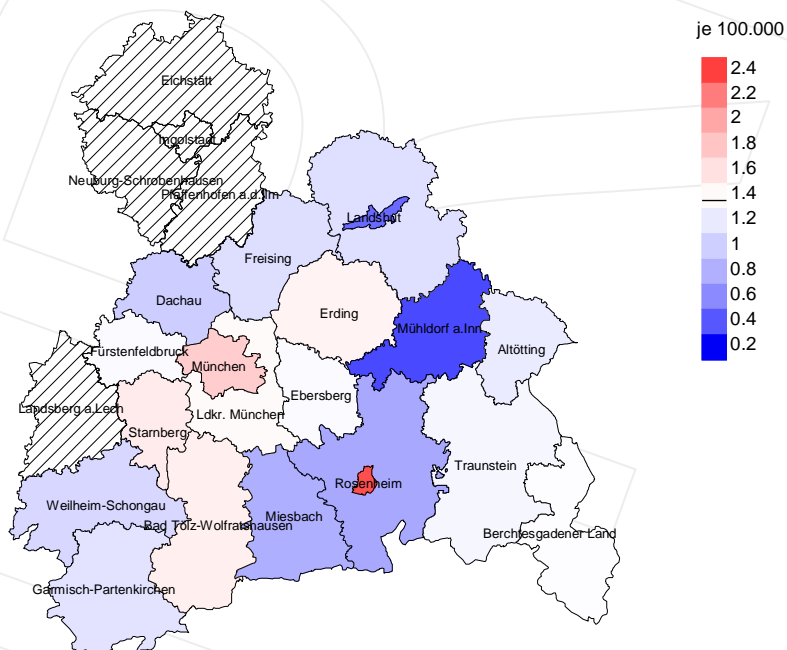 je 100.000
2.4
2.2
2
1.8
1.6
1.4
1.2
1
0.8
0.6
0.4
0.2
Eichstätt
Ingolstadt
Neuburg-Schrobenhausen
Pfaffenhofen a.d.Ilm
Landshut
Freising
Dachau
Erding
Mühldorf a.Inn
Altötting
Fürstenfeldbruck
München
Ebersberg
Landsberg a.Lech
Ldkr. München
Starnberg
Traunstein
Rosenheim
Weilheim-Schongau
Miesbach
Bad Tölz-Wolfratshausen
Berchtesgadener Land
Garmisch-Partenkirchen